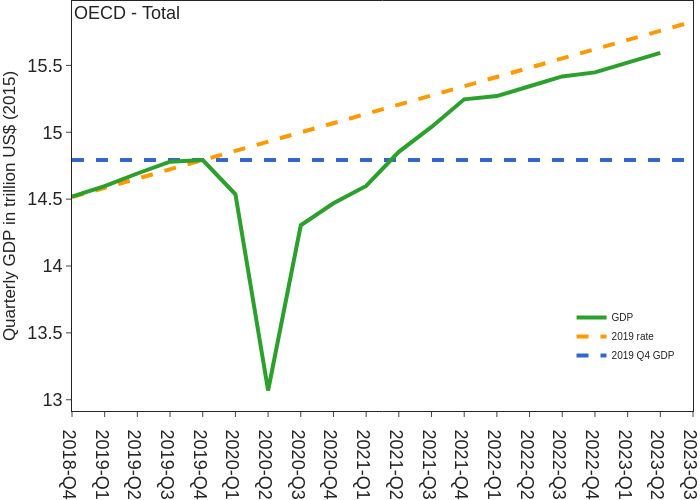 OECD - Total
Quarterly GDP in trillion US$ (2015)
15.5
15
14.5
14
13.5
13
GDP
2019 rate
2019 Q4 GDP
2018-Q4
2019-Q1
2019-Q2
2019-Q3
2019-Q4
2020-Q1
2020-Q2
2020-Q3
2020-Q4
2021-Q1
2021-Q2
2021-Q3
2021-Q4
2022-Q1
2022-Q2
2022-Q3
2022-Q4
2023-Q1
2023-Q2
2023-Q3